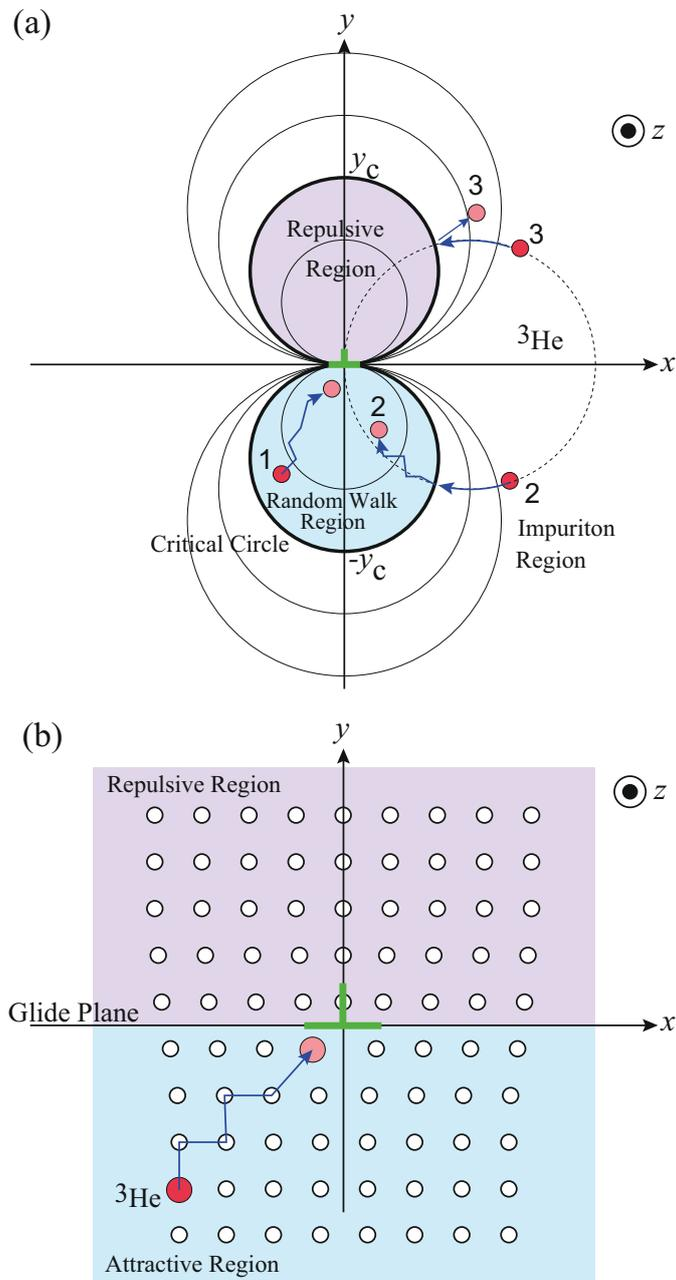 (a)
y
z
y_c
3
Repulsive
3
Region
³He
x
2
1
Random Walk
2
Region
Impuriton
Critical Circle
-y_c
Region
(b)
y
Repulsive Region
z
Glide Plane
x
³He
Attractive Region